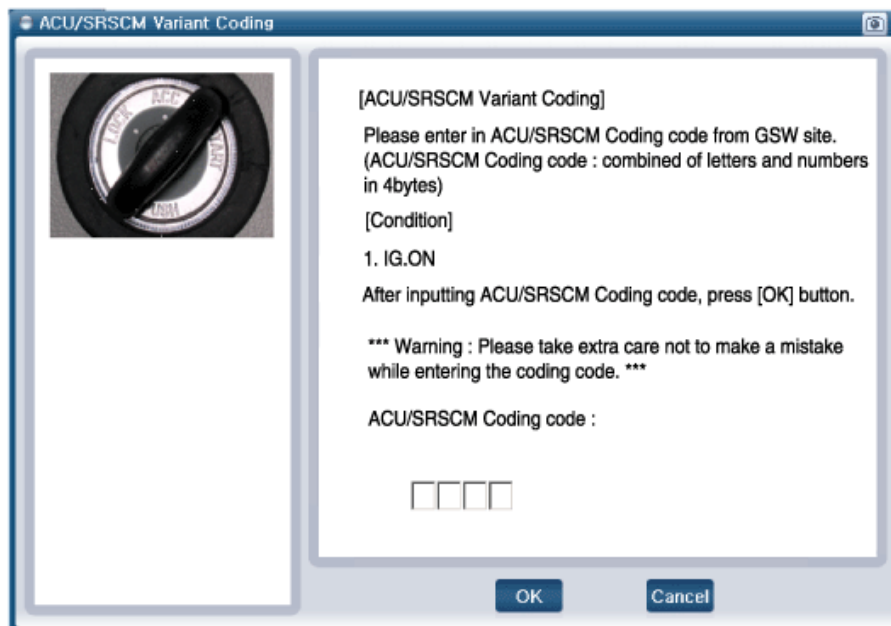 ACU/SRSCM Variant Coding
LOCK ACC START PUSH
[ACU/SRSCM Variant Coding]
Please enter in ACU/SRSCM Coding code from GSW site.
(ACU/SRSCM Coding code : combined of letters and numbers
in 4bytes)
[Condition]
1. IG.ON
After inputting ACU/SRSCM Coding code, press [OK] button.
*** Warning : Please take extra care not to make a mistake
while entering the coding code. ***
ACU/SRSCM Coding code :
OK
Cancel